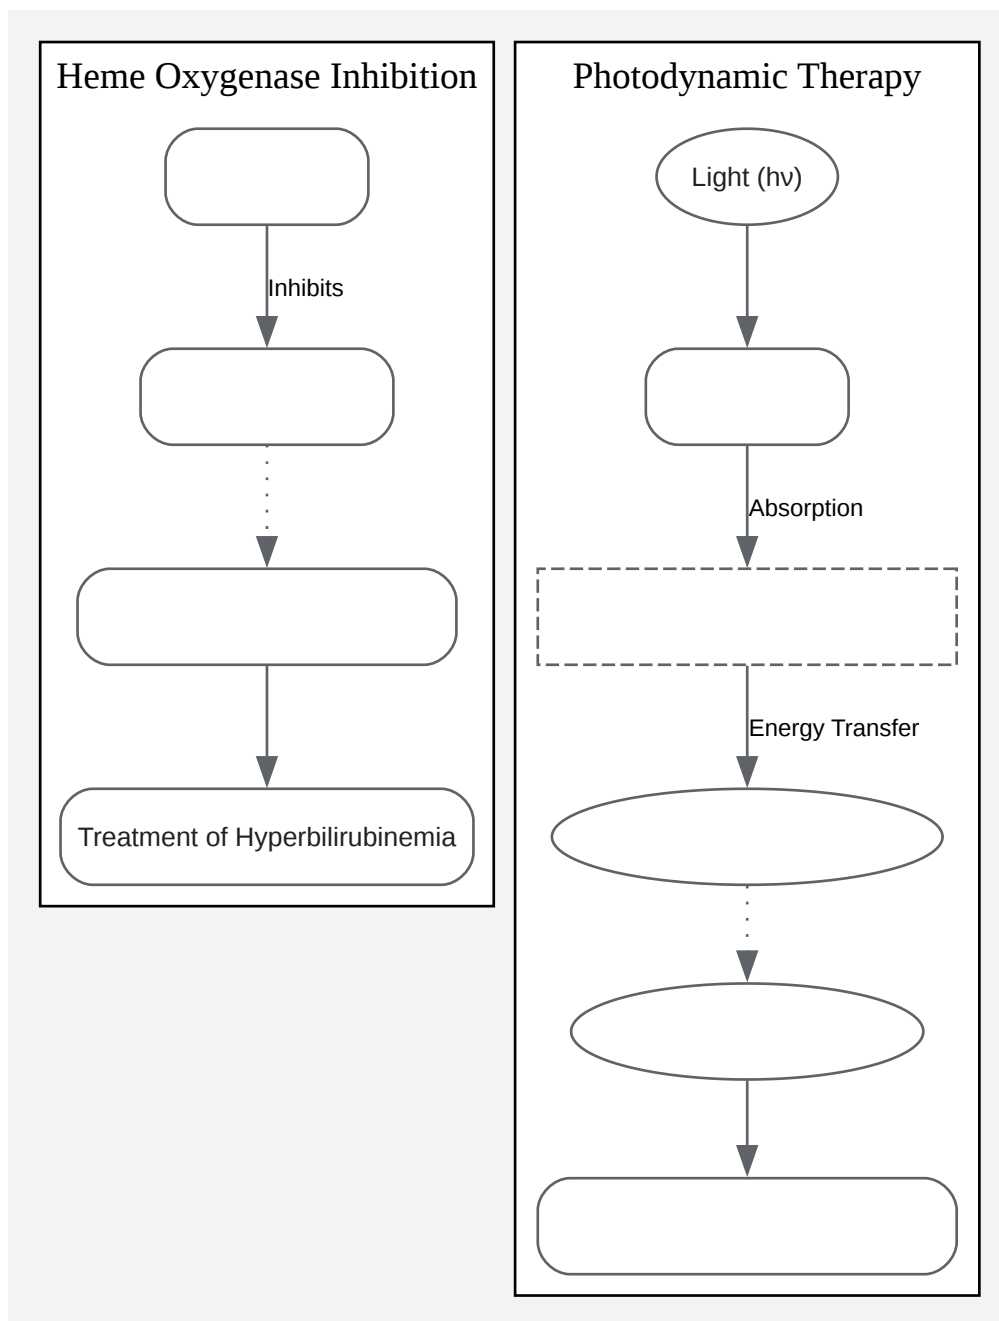 Heme Oxygenase Inhibition
Inhibits
Treatment of Hyperbilirubinemia
Photodynamic Therapy
Light (hν)
Absorption
Energy Transfer